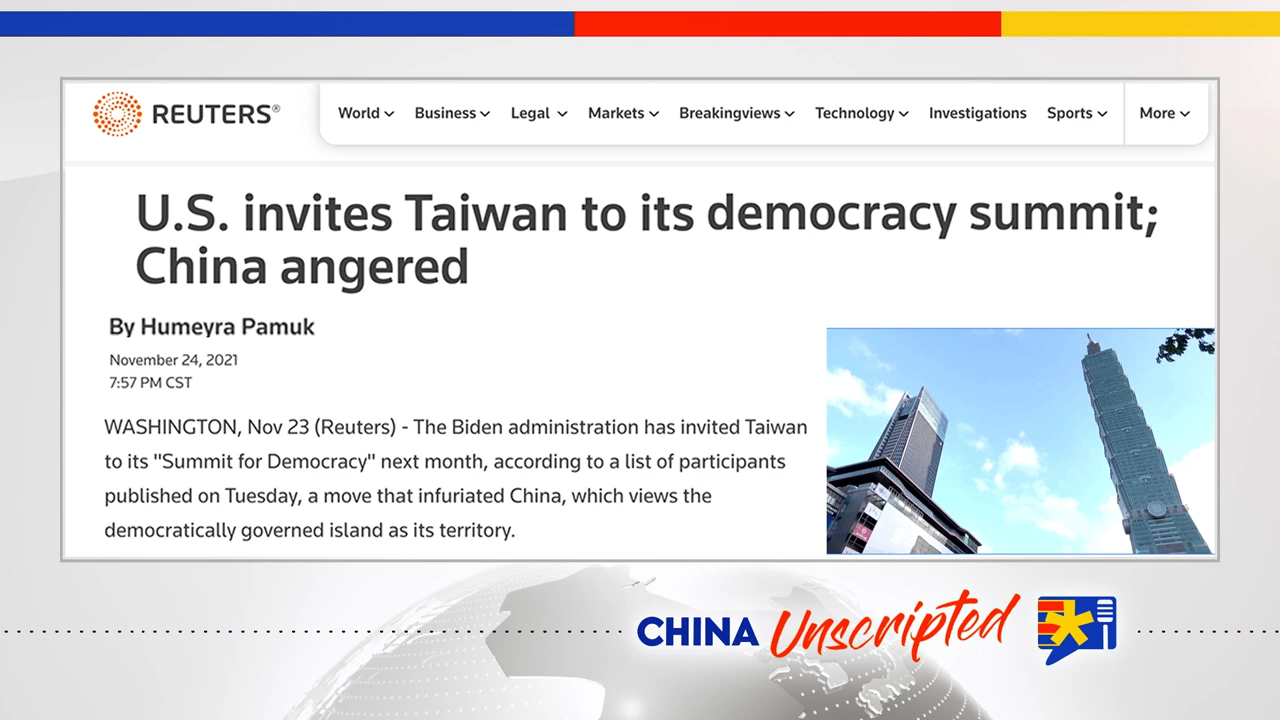 REUTERS®
World Business Legal Markets Breakingviews Technology Investigations Sports More
U.S. invites Taiwan to its democracy summit;
China angered
By Humeyra Pamuk
November 24, 2021
7:57 PM CST
WASHINGTON, Nov 23 (Reuters) - The Biden administration has invited Taiwan
to its "Summit for Democracy" next month, according to a list of participants
published on Tuesday, a move that infuriated China, which views the
democratically governed island as its territory.
CHINA Unscripted